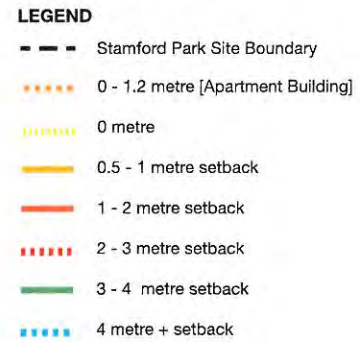 LEGEND
Stamford Park Site Boundary
0 - 1.2 metre [Apartment Building]
0 metre
0.5 - 1 metre setback
1 - 2 metre setback
2 - 3 metre setback
3 - 4 metre setback
4 metre + setback